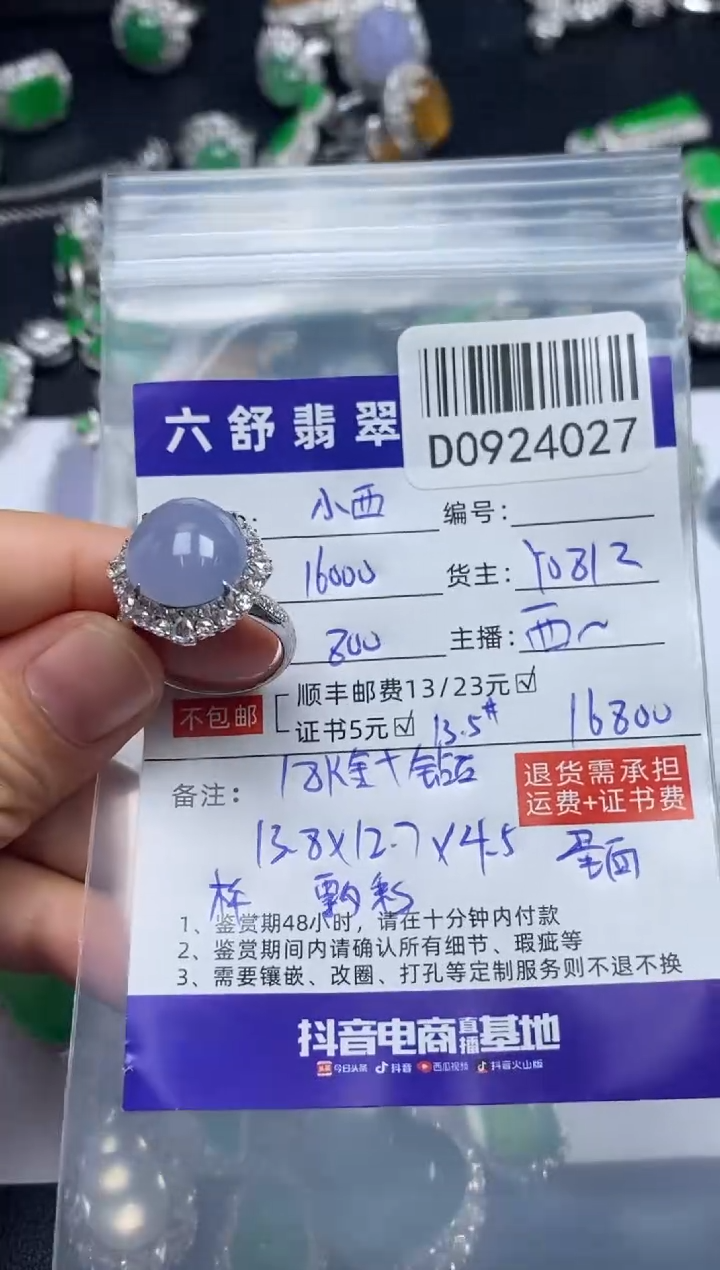 六舒翡翠
D0924027
小西 编号:
16000 货主: Y0312
800 主播: 西~
不包邮 顺丰邮费13/23元☑
证书5元☑ 13.5# 16800
备注: 18K金+钻石 退货需承担
运费+证书费
13.8X12.7X4.5 蛋面
飘彩
1、鉴赏期48小时，请在十分钟内付款
2、鉴赏期间内请确认所有细节、瑕疵等
3、需要镶嵌、改圈、打孔等定制服务则不退不换
抖音电商直播基地
今日头条 抖音 西瓜视频 抖音火山版